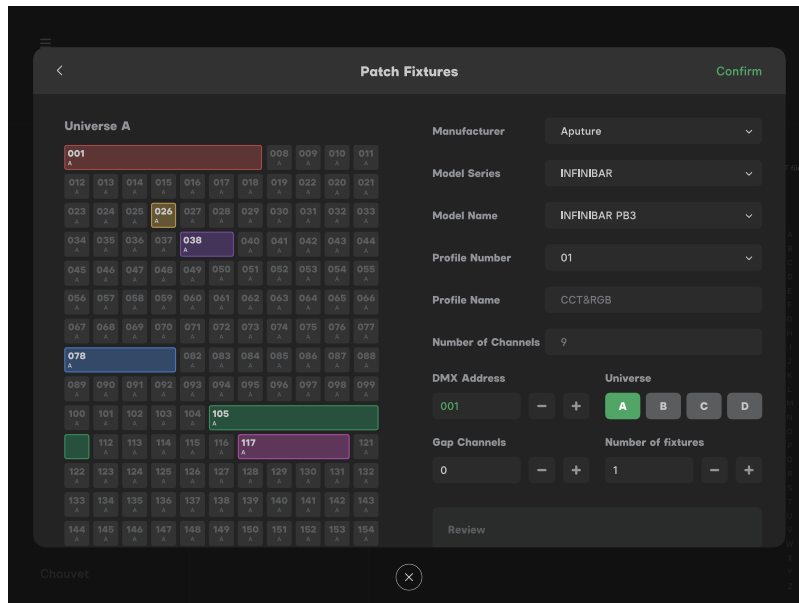 Patch Fixtures
Confirm
Universe A
001 008 009 010 011
A A A A A
012 013 014 015 016 017 018 019 022 020 021
A A A A A A A A A A A
023 024 025 026 027 028 029 030 031 032 033
A A A A A A A A A A A
034 035 036 037 038 040 041 042 043 044
A A A A A A A A A A
045 046 047 048 049 050 051 052 053 054 055
A A A A A A A A A A A
056 057 058 059 060 061 062 063 064 065 066
A A A A A A A A A A A
067 068 069 070 071 072 073 074 075 076 077
A A A A A A A A A A A
078 082 083 084 085 086 087 088
A A A A A A A A
089 090 091 092 093 094 095 096 097 098 099
A A A A A A A A A A A
100 101 102 103 104 105
A A A A A A
112 113 114 115 116 117 121
A A A A A A A
122 123 124 125 126 127 128 129 130 131 132
A A A A A A A A A A A
133 134 135 136 137 138 139 140 141 142 143
A A A A A A A A A A A
144 145 146 147 148 149 150 151 152 153 154
A A A A A A A A A A A
Manufacturer Aputure
Model Series INFINIBAR
Model Name INFINIBAR PB3
Profile Number 01
Profile Name CCT&RGB
Number of Channels 9
DMX Address Universe
001 − + A B C D
Gap Channels Number of fixtures
0 − + 1 − +
Review
Chauvet